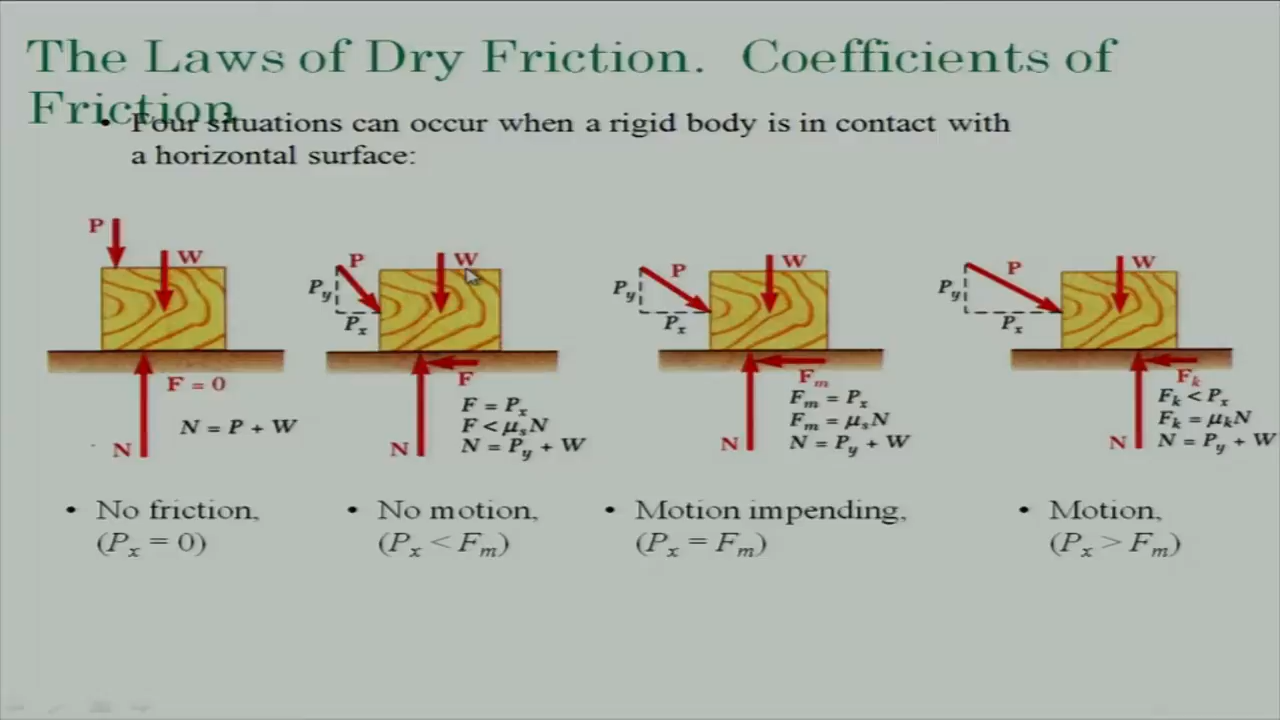 The Laws of Dry Friction. Coefficients of
Friction
• Four situations can occur when a rigid body is in contact with
a horizontal surface:
P
W
F = 0
N = P + W
N
P
W
Py
Px
F
F = Px
F < μsN
N = Py + W
N
P
W
Py
Px
Fm
Fm = Px
Fm = μsN
N = Py + W
N
P
W
Py
Px
Fk
Fk < Px
Fk = μkN
N = Py + W
N
• No friction,
(Px = 0)
• No motion,
(Px < Fm)
• Motion impending,
(Px = Fm)
• Motion,
(Px > Fm)